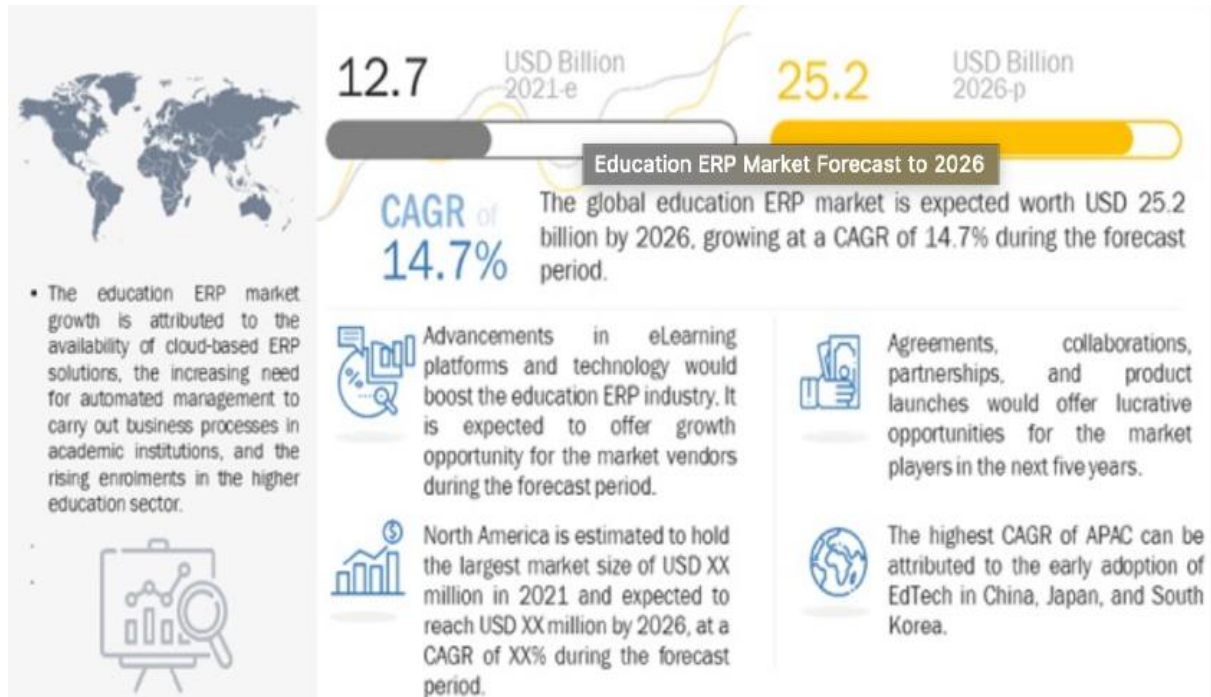 12.7
USD Billion
2021-e
25.2
USD Billion
2026-p
Education ERP Market Forecast to 2026
CAGR of
14.7%
The global education ERP market is expected worth USD 25.2
billion by 2026, growing at a CAGR of 14.7% during the forecast
period.
• The education ERP market
growth is attributed to the
availability of cloud-based ERP
solutions, the increasing need
for automated management to
carry out business processes in
academic institutions, and the
rising enrolments in the higher
education sector.
Advancements in eLearning
platforms and technology would
boost the education ERP industry. It
is expected to offer growth
opportunity for the market vendors
during the forecast period.
Agreements, collaborations,
partnerships, and product
launches would offer lucrative
opportunities for the market
players in the next five years.
North America is estimated to hold
the largest market size of USD XX
million in 2021 and expected to
reach USD XX million by 2026, at a
CAGR of XX% during the forecast
period.
The highest CAGR of APAC can be
attributed to the early adoption of
EdTech in China, Japan, and South
Korea.